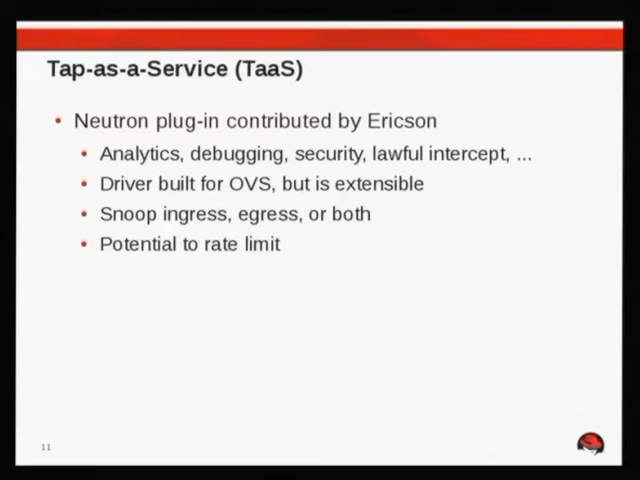 Tap-as-a-Service (TaaS)
• Neutron plug-in contributed by Ericson
• Analytics, debugging, security, lawful intercept, ...
• Driver built for OVS, but is extensible
• Snoop ingress, egress, or both
• Potential to rate limit
11